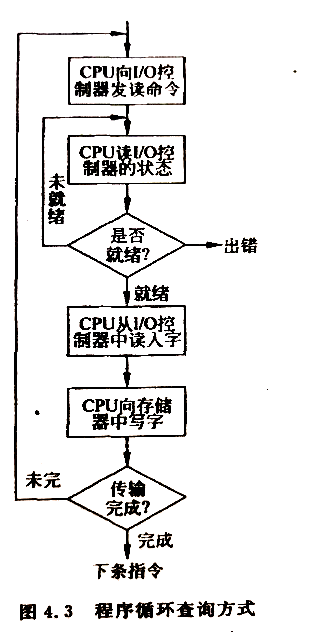 CPU向I/O控
制器发读命令
CPU读I/O控
制器的状态
未就绪
是否
就绪?
出错
就绪
CPU从I/O控
制器中读入字
CPU向存储
器中写字
未完
传输
完成?
完成
下条指令
图 4.3 程序循环查询方式